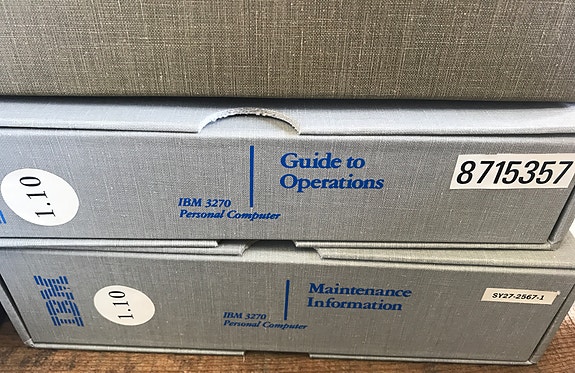 1.10
IBM 3270
Personal Computer
Guide to
Operations
8715357
IBM
1.10
IBM 3270
Personal Computer
Maintenance
Information
SY27-2567-1